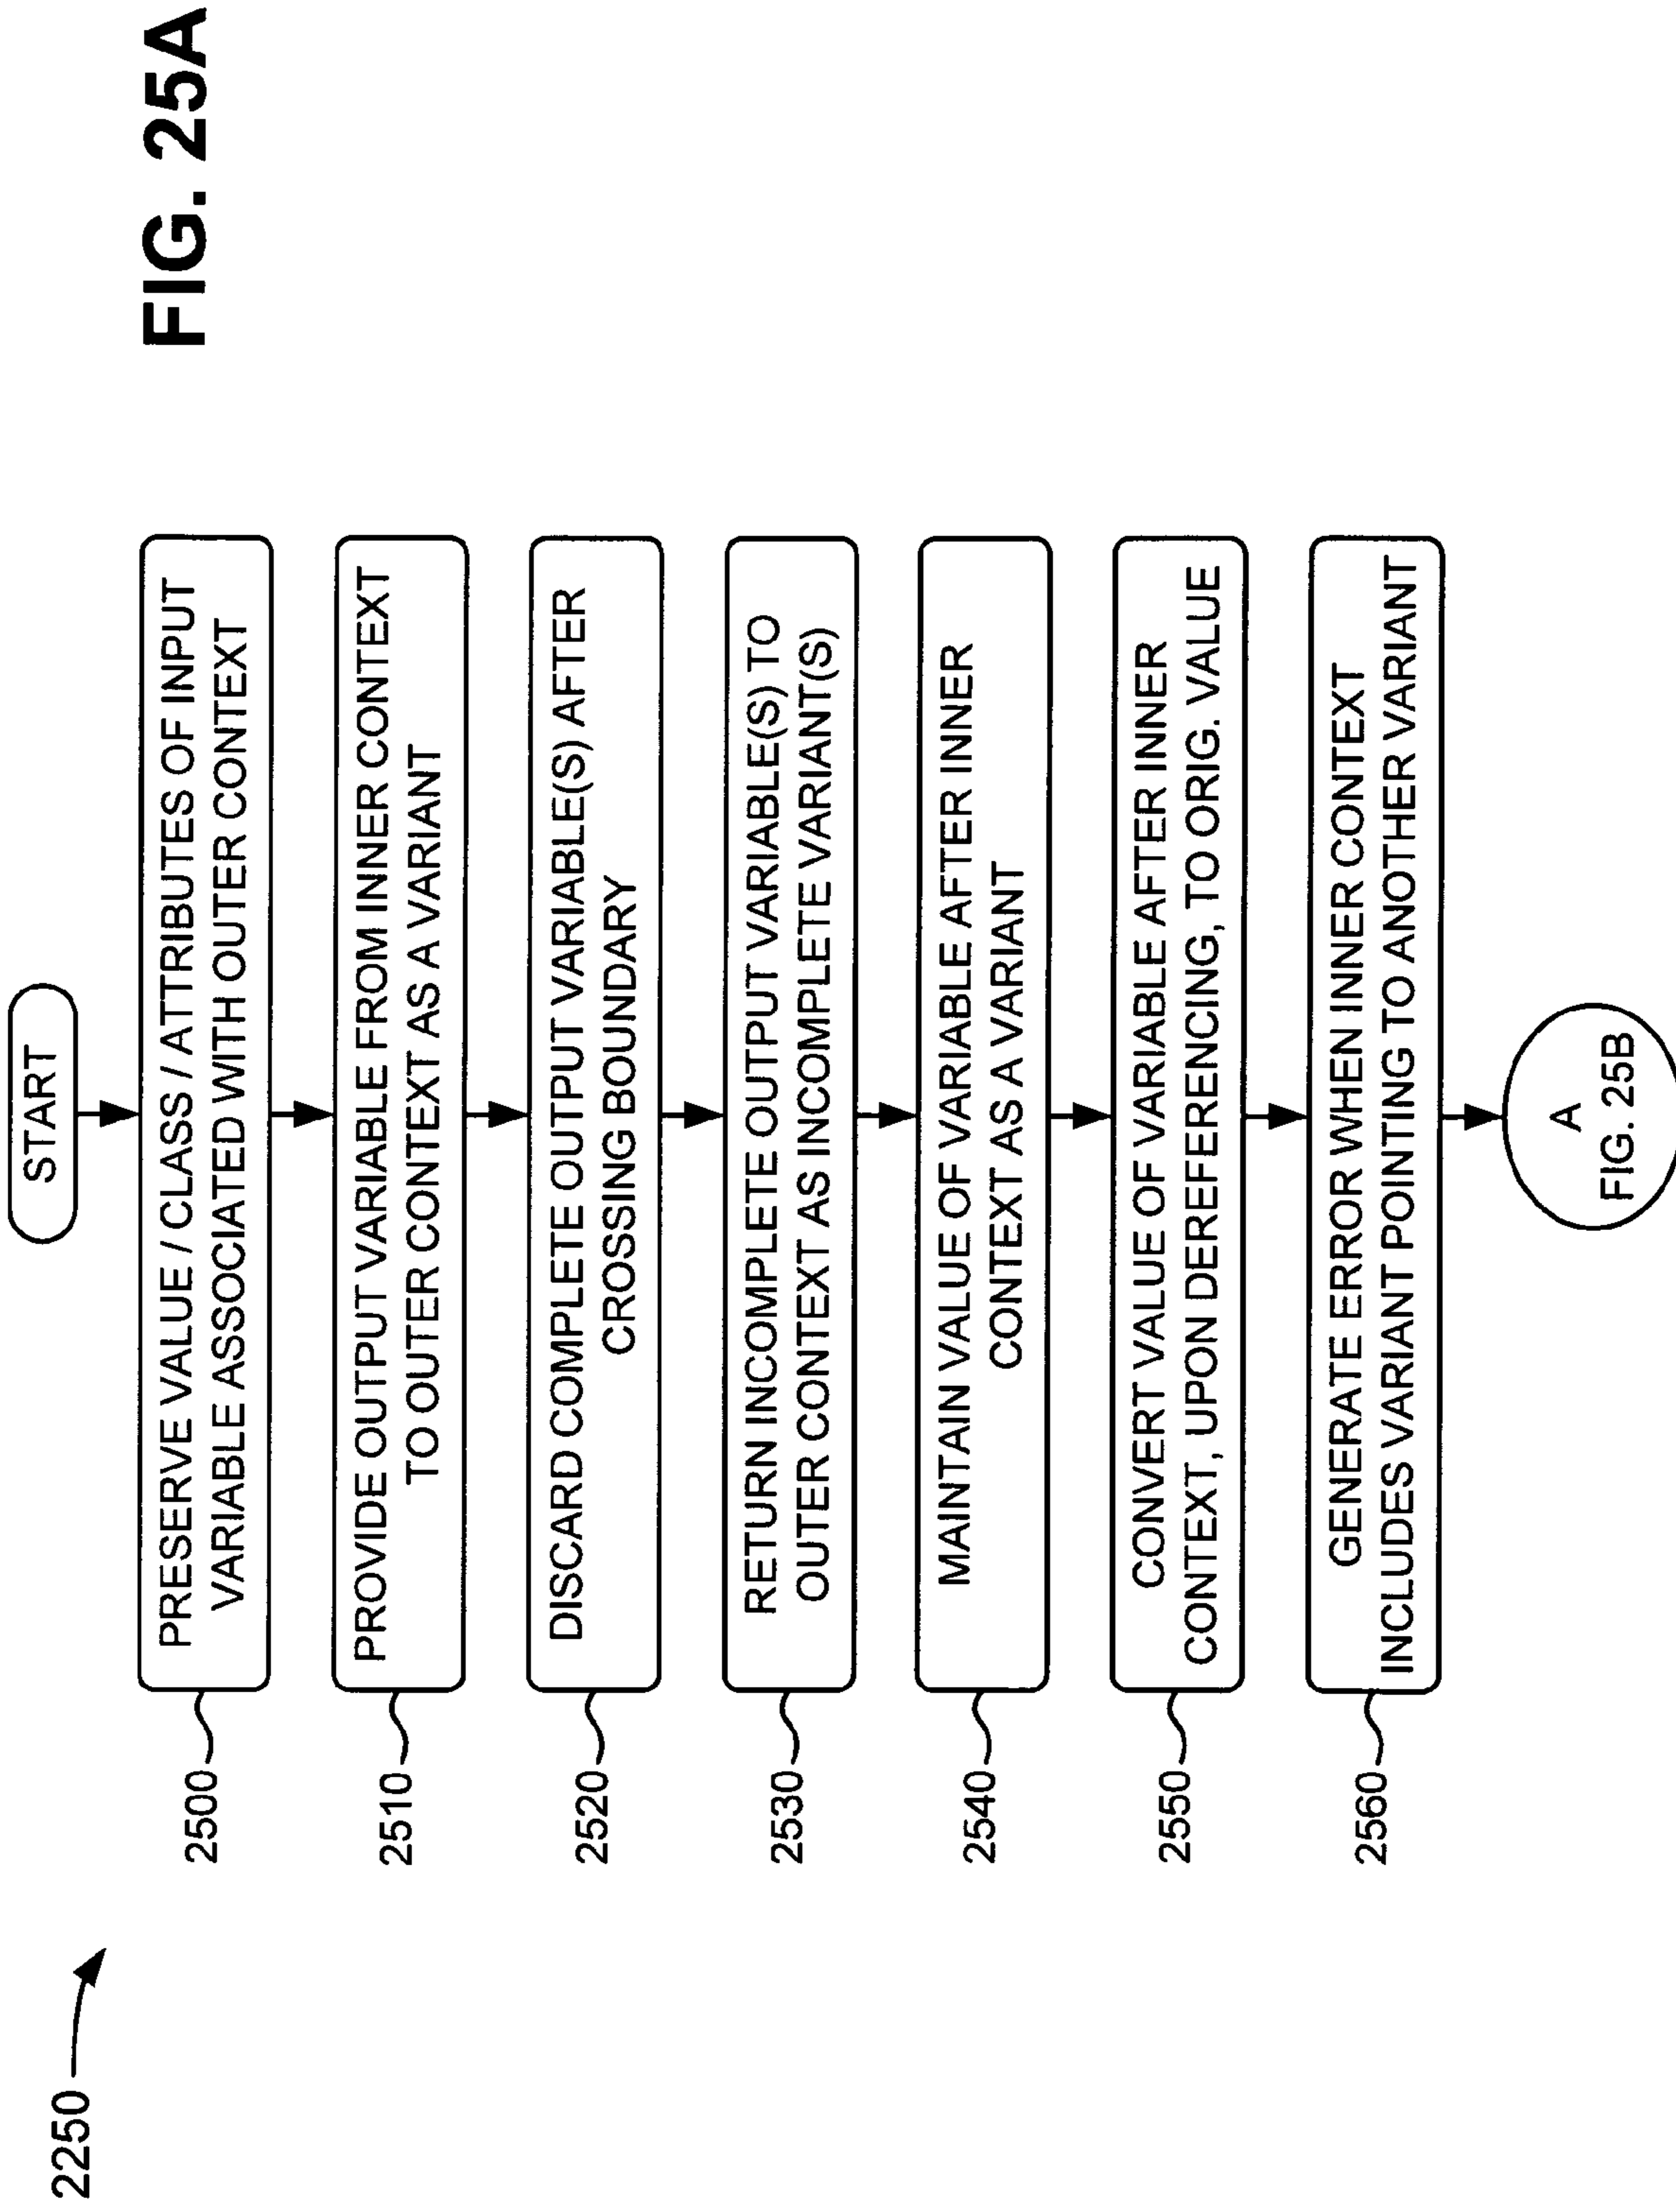 2250
START
2500
PRESERVE VALUE / CLASS / ATTRIBUTES OF INPUT
VARIABLE ASSOCIATED WITH OUTER CONTEXT
2510
PROVIDE OUTPUT VARIABLE FROM INNER CONTEXT
TO OUTER CONTEXT AS A VARIANT
2520
DISCARD COMPLETE OUTPUT VARIABLE(S) AFTER
CROSSING BOUNDARY
2530
RETURN INCOMPLETE OUTPUT VARIABLE(S) TO
OUTER CONTEXT AS INCOMPLETE VARIANT(S)
2540
MAINTAIN VALUE OF VARIABLE AFTER INNER
CONTEXT AS A VARIANT
2550
CONVERT VALUE OF VARIABLE AFTER INNER
CONTEXT, UPON DEREFERENCING, TO ORIG. VALUE
2560
GENERATE ERROR WHEN INNER CONTEXT
INCLUDES VARIANT POINTING TO ANOTHER VARIANT
A
FIG. 25B
FIG. 25A